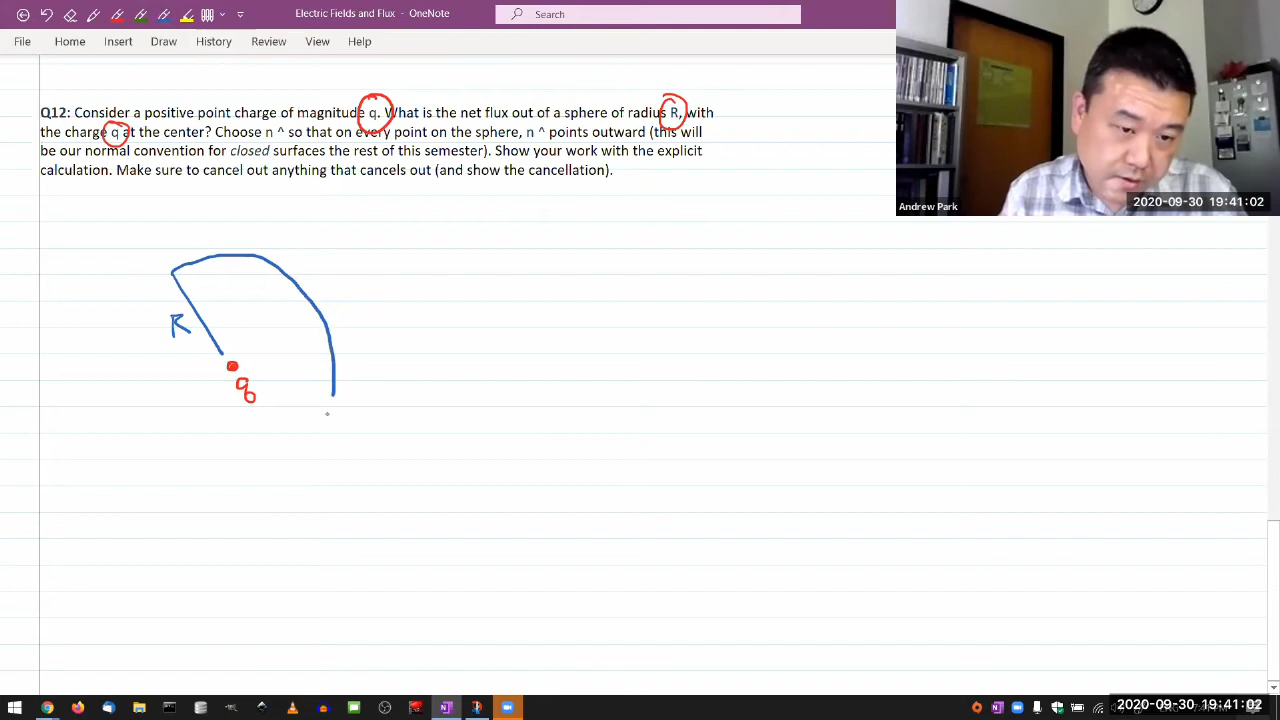 Electric Fields and Flux - OneNote
Search
File Home Insert Draw History Review View Help
Q12: Consider a positive point charge of magnitude q. What is the net flux out of a sphere of radius R, with
the charge q at the center? Choose n ^ so that on every point on the sphere, n ^ points outward (this will
be our normal convention for closed surfaces the rest of this semester). Show your work with the explicit
calculation. Make sure to cancel out anything that cancels out (and show the cancellation).
R
q
Andrew Park
2020-09-30 19:41:02
2020-09-30 19:41:02